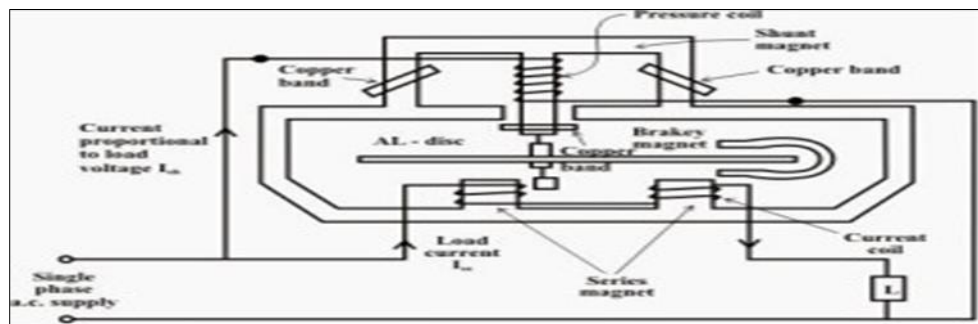 Pressure coil
Shunt
magnet
Copper
band
Copper band
Current
proportional
to load
voltage I
AL - disc
Brakey
magnet
Copper
band
Load
current
I
Current
coil
Series
magnet
Single
phase
a.c. supply
L